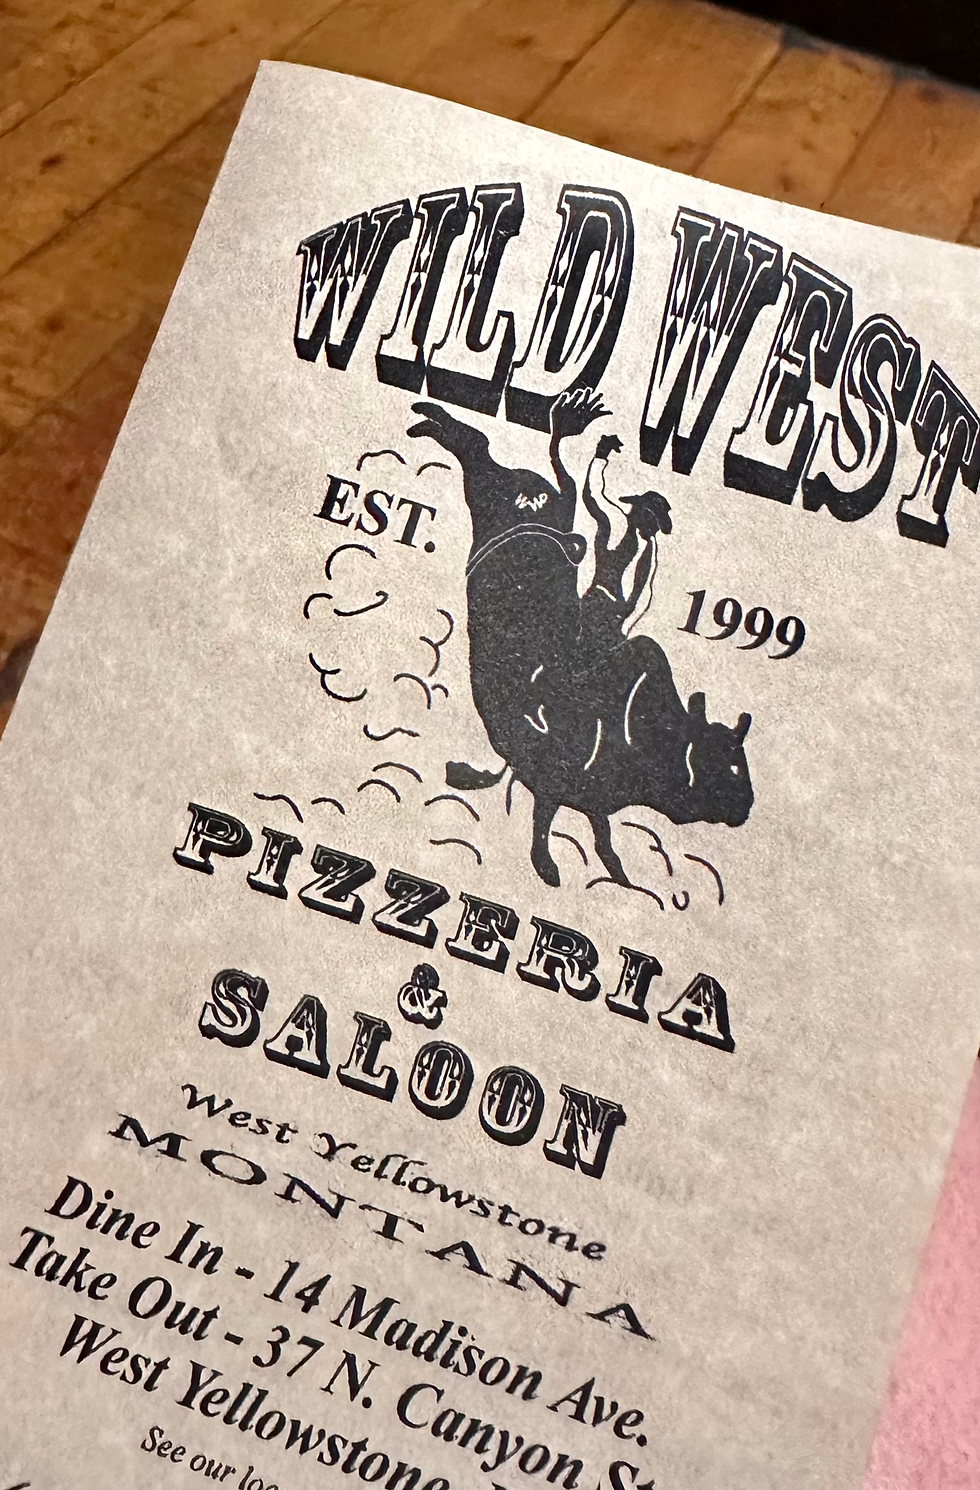 WILD WEST
EST.
1999
PIZZERIA
&
SALOON
West Yellowstone
MONTANA
Dine In - 14 Madison Ave.
Take Out - 37 N. Canyon St
West Yellowstone,
See our